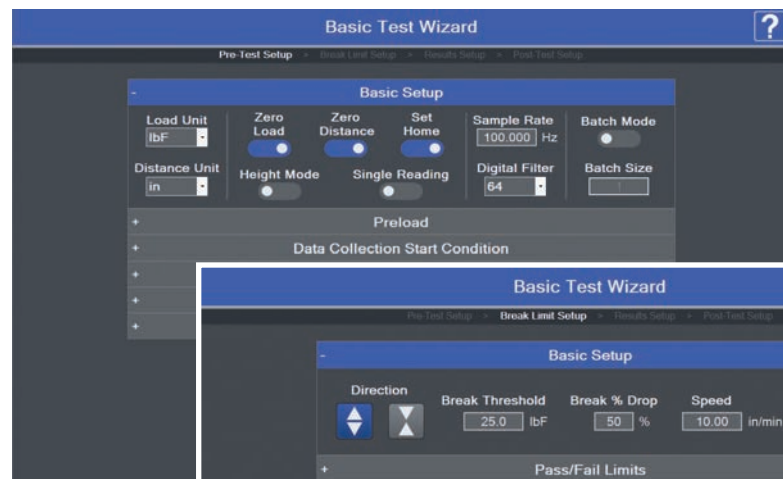 Basic Test Wizard
?
Pre-Test Setup > Break Limit Setup > Results Setup > Post-Test Setup
- Basic Setup
Load Unit Zero Load Zero Distance Set Home Sample Rate Batch Mode
lbF 100.000 Hz
Distance Unit Height Mode Single Reading Digital Filter Batch Size
in 64 1
+ Preload
+ Data Collection Start Condition
+
+
+
Basic Test Wizard
Pre-Test Setup > Break Limit Setup > Results Setup > Post-Test Setup
- Basic Setup
Direction Break Threshold Break % Drop Speed
25.0 lbF 50 % 10.00 in/min
+ Pass/Fail Limits